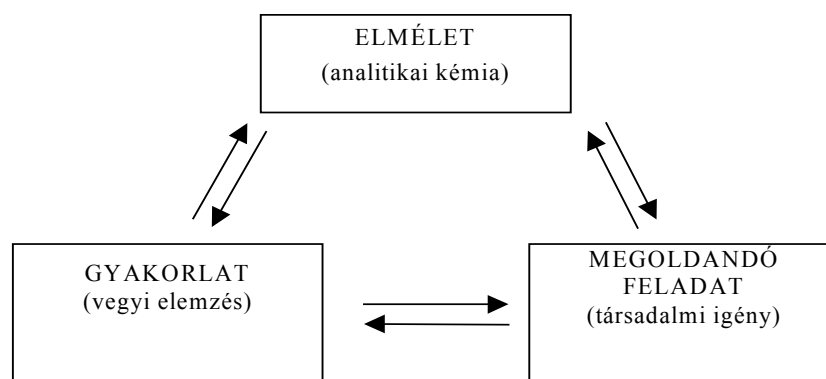 ELMÉLET
(analitikai kémia)
GYAKORLAT
(vegyi elemzés)
MEGOLDANDÓ
FELADAT
(társadalmi igény)